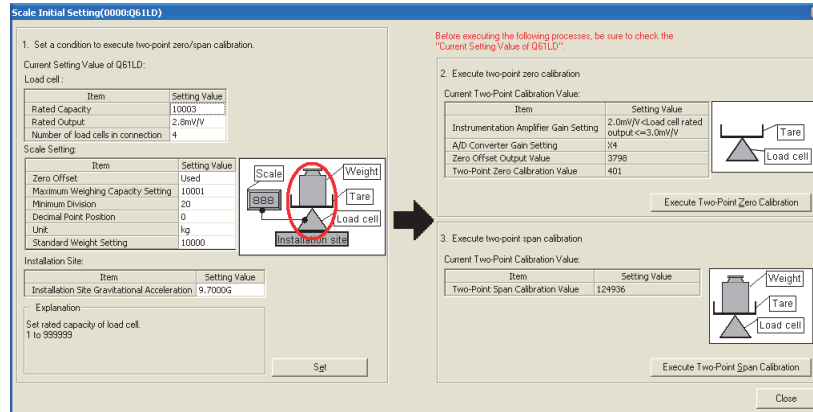 Scale Initial Setting(0000:Q61LD)
1. Set a condition to execute two-point zero/span calibration.
Current Setting Value of Q61LD:
Load cell :
Item Setting Value
Rated Capacity 10003
Rated Output 2.8mV/V
Number of load cells in connection 4
Scale Setting:
Item Setting Value
Zero Offset Used
Maximum Weighing Capacity Setting 10001
Minimum Division 20
Decimal Point Position 0
Unit kg
Standard Weight Setting 10000
Scale
Weight
888
Tare
Load cell
Installation site
Installation Site:
Item Setting Value
Installation Site Gravitational Acceleration 9.7000G
Explanation
Set rated capacity of load cell.
1 to 999999
Set
Before executing the following processes, be sure to check the
"Current Setting Value of Q61LD".
2. Execute two-point zero calibration
Current Two-Point Calibration Value:
Item Setting Value
Instrumentation Amplifier Gain Setting 2.0mV/V<Load cell rated
output<=3.0mV/V
A/D Converter Gain Setting X4
Zero Offset Output Value 3798
Two-Point Zero Calibration Value 401
Tare
Load cell
Execute Two-Point Zero Calibration
3. Execute two-point span calibration
Current Two-Point Calibration Value:
Item Setting Value
Two-Point Span Calibration Value 124936
Weight
Tare
Load cell
Execute Two-Point Span Calibration
Close